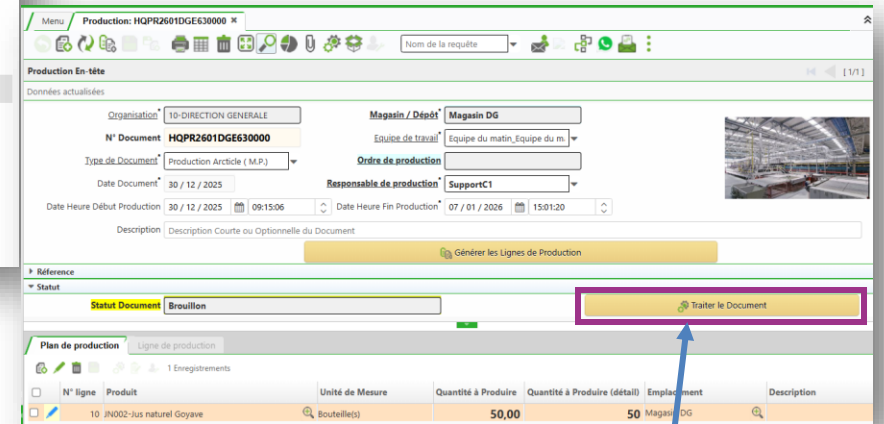 Menu Production: HQPR2601DGE630000 ×
Nom de la requête
Production En-tête [1/1]
Données actualisées
Organisation* 10-DIRECTION GENERALE Magasin / Dépôt* Magasin DG
N° Document HQPR2601DGE630000 Equipe de travail* Equipe du matin_Equipe du m.
Type de Document* Production Arcticle ( M.P.) Ordre de production
Date Document* 30 / 12 / 2025 Responsable de production* SupportC1
Date Heure Début Production 30 / 12 / 2025 09:15:06 Date Heure Fin Production* 07 / 01 / 2026 15:01:20
Description Description Courte ou Optionnelle du Document
Générer les Lignes de Production
Réference
Statut
Statut Document Brouillon Traiter le Document
Plan de production Ligne de production
1 Enregistrements
N° ligne Produit Unité de Mesure Quantité à Produire Quantité à Produire (détail) Emplacement Description
10 JN002-Jus naturel Goyave Bouteille(s) 50,00 50 Magasin DG